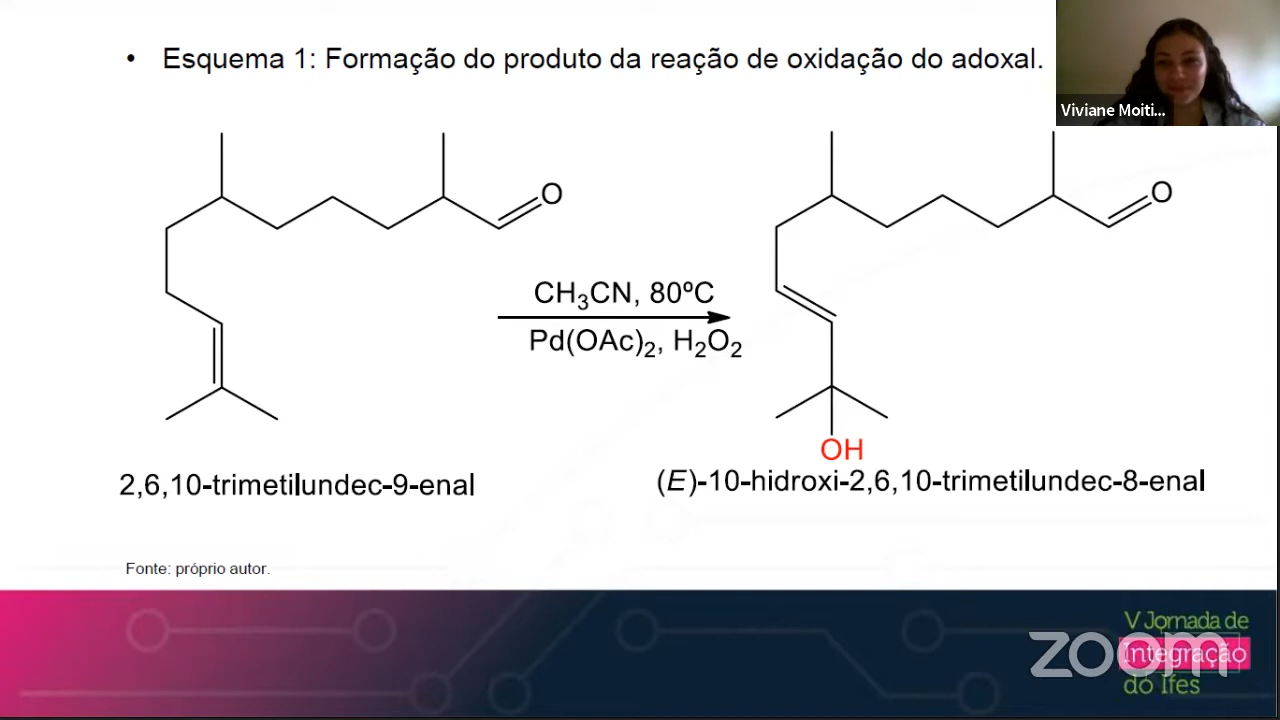 • Esquema 1: Formação do produto da reação de oxidação do adoxal.
Viviane Moiti...
O
O
CH₃CN, 80ºC
Pd(OAc)₂, H₂O₂
OH
2,6,10-trimetilundec-9-enal
(E)-10-hidroxi-2,6,10-trimetilundec-8-enal
Fonte: próprio autor.
V Jornada de
Integração
do Ifes
zoom